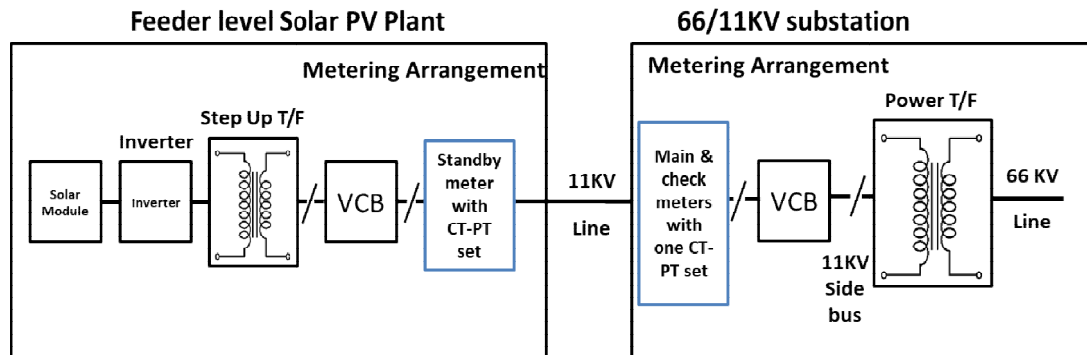 Feeder level Solar PV Plant
66/11KV substation
Metering Arrangement
Metering Arrangement
Step Up T/F
Power T/F
Inverter
Solar
Module
Inverter
VCB
Standby
meter
with
CT-PT
set
11KV
Line
Main &
check
meters
with
one CT-
PT set
VCB
11KV
Side
bus
66 KV
Line